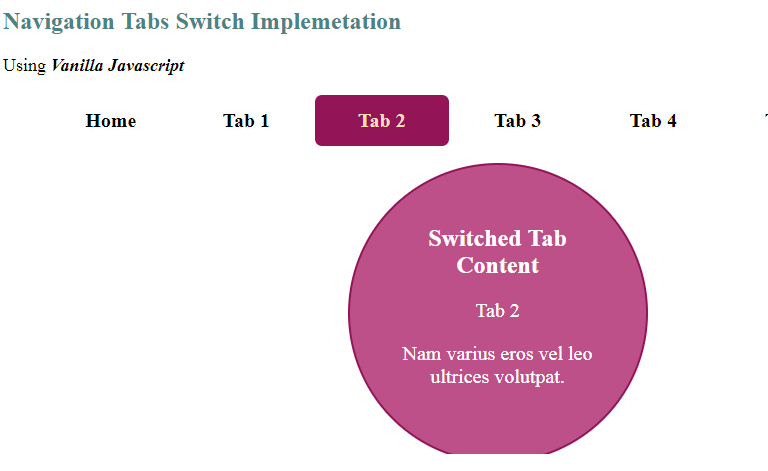 Navigation Tabs Switch Implemetation
Using Vanilla Javascript
Home Tab 1 Tab 2 Tab 3 Tab 4
Switched Tab
Content
Tab 2
Nam varius eros vel leo
ultrices volutpat.